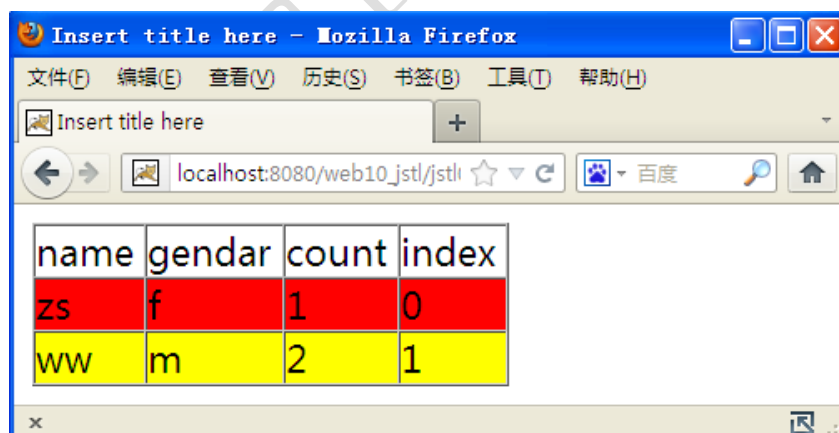 Insert title here - Mozilla Firefox
文件(F) 编辑(E) 查看(V) 历史(S) 书签(B) 工具(T) 帮助(H)
Insert title here
localhost:8080/web10_jstl/jstl 百度
name gendar count index
zs f 1 0
ww m 2 1